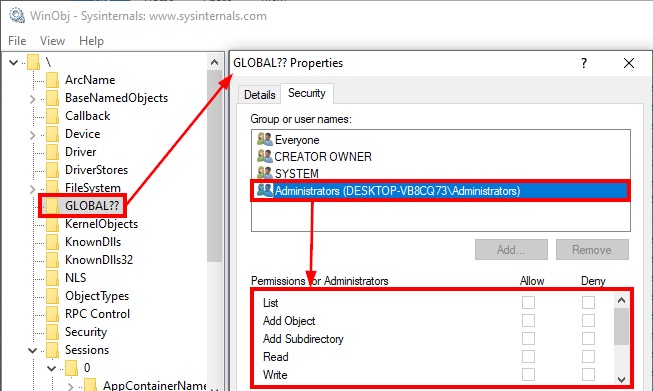 WinObj - Sysinternals: www.sysinternals.com
File View Help
\
ArcName
BaseNamedObjects
Callback
Device
Driver
DriverStores
FileSystem
GLOBAL??
KernelObjects
KnownDlls
KnownDlls32
NLS
ObjectTypes
RPC Control
Security
Sessions
0
AppContainerName
GLOBAL?? Properties
Details Security
Group or user names:
Everyone
CREATOR OWNER
SYSTEM
Administrators (DESKTOP-VB8CQ73\Administrators)
Add... Remove
Permissions for Administrators Allow Deny
List
Add Object
Add Subdirectory
Read
Write